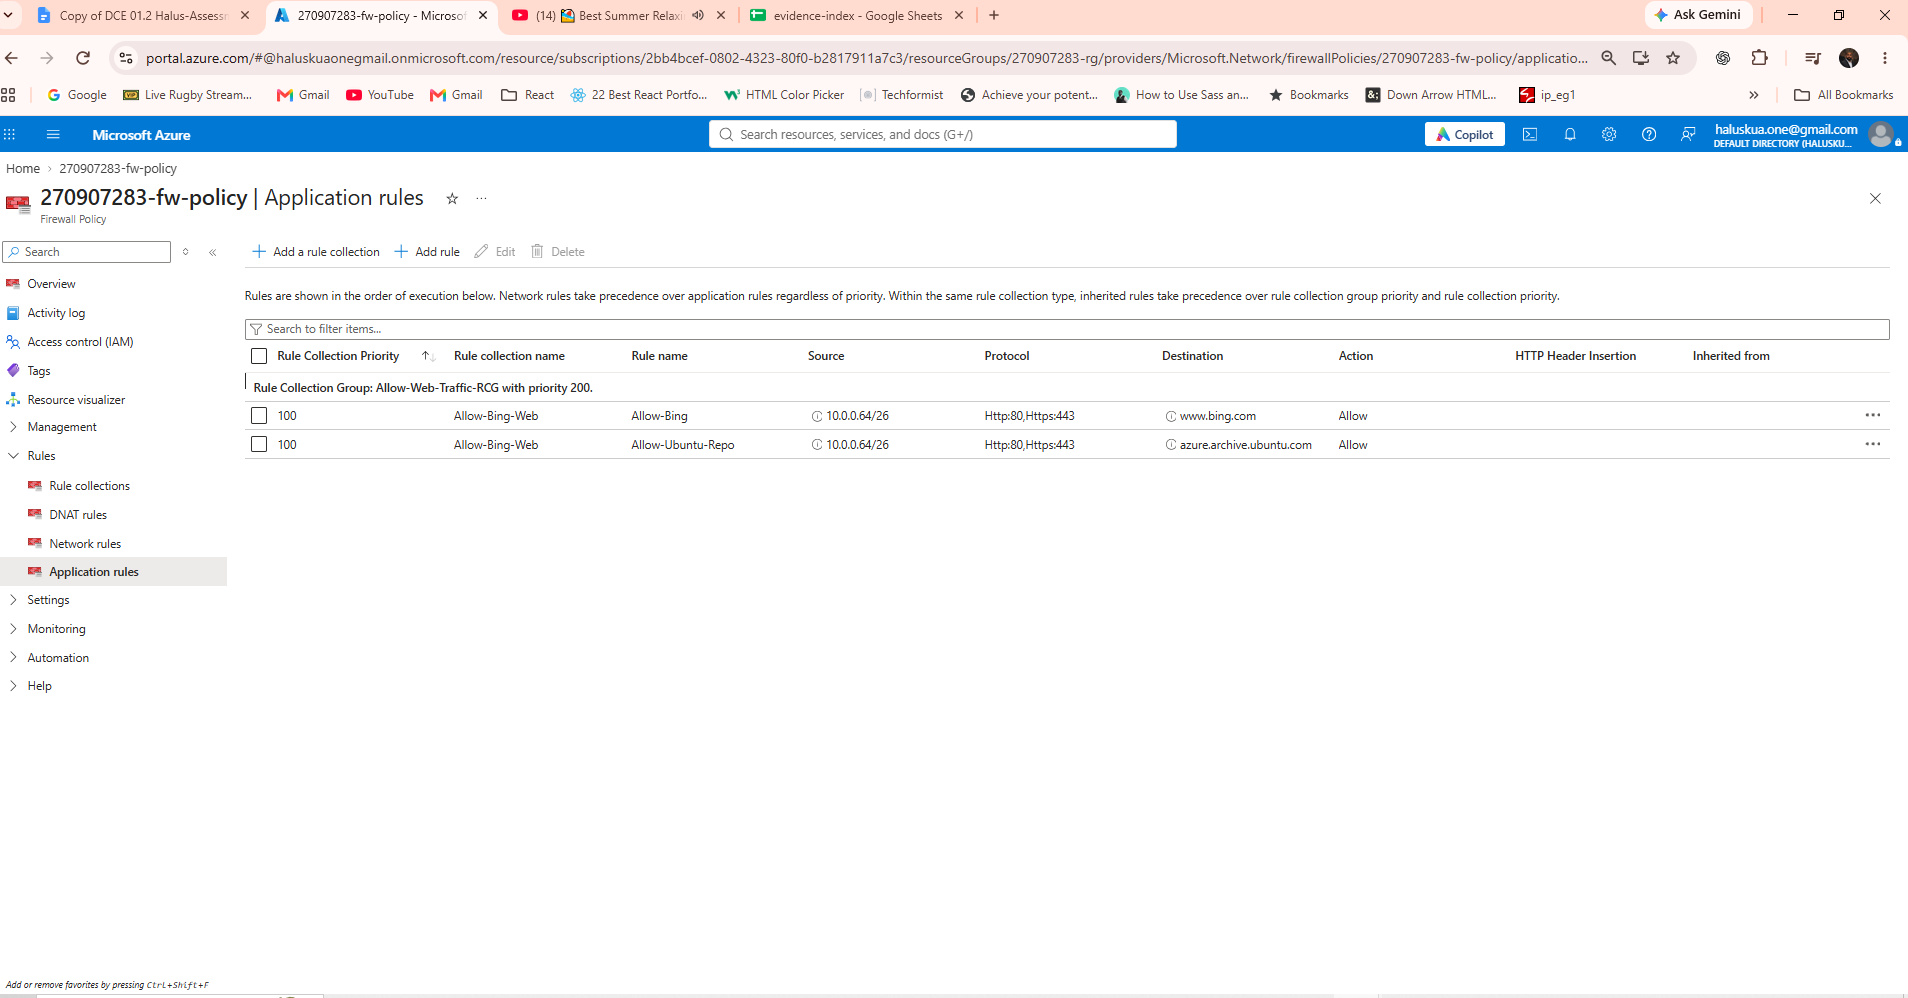 Copy of DCE 01.2 Halus-Assessm
270907283-fw-policy - Microsof
(14) Best Summer Relaxi
evidence-index - Google Sheets
Ask Gemini
portal.azure.com/#@haluskuaonegmail.onmicrosoft.com/resource/subscriptions/2bb4bcef-0802-4323-80f0-b2817911a7c3/resourceGroups/270907283-rg/providers/Microsoft.Network/firewallPolicies/270907283-fw-policy/applicatio...
Google
Live Rugby Stream...
Gmail
YouTube
Gmail
React
22 Best React Portfo...
HTML Color Picker
Techformist
Achieve your potent...
How to Use Sass an...
Bookmarks
Down Arrow HTML...
ip_eg1
All Bookmarks
Microsoft Azure
Search resources, services, and docs (G+/)
Copilot
haluskua.one@gmail.com
DEFAULT DIRECTORY (HALUSKU...
Home > 270907283-fw-policy
270907283-fw-policy | Application rules
Firewall Policy
Search
Overview
Activity log
Access control (IAM)
Tags
Resource visualizer
Management
Rules
Rule collections
DNAT rules
Network rules
Application rules
Settings
Monitoring
Automation
Help
Add a rule collection
Add rule
Edit
Delete
Rules are shown in the order of execution below. Network rules take precedence over application rules regardless of priority. Within the same rule collection type, inherited rules take precedence over rule collection group priority and rule collection priority.
Search to filter items...
Rule Collection Priority Rule collection name Rule name Source Protocol Destination Action HTTP Header Insertion Inherited from
Rule Collection Group: Allow-Web-Traffic-RCG with priority 200.
100 Allow-Bing-Web Allow-Bing 10.0.0.64/26 Http:80,Https:443 www.bing.com Allow
100 Allow-Bing-Web Allow-Ubuntu-Repo 10.0.0.64/26 Http:80,Https:443 azure.archive.ubuntu.com Allow
Add or remove favorites by pressing Ctrl+Shift+F